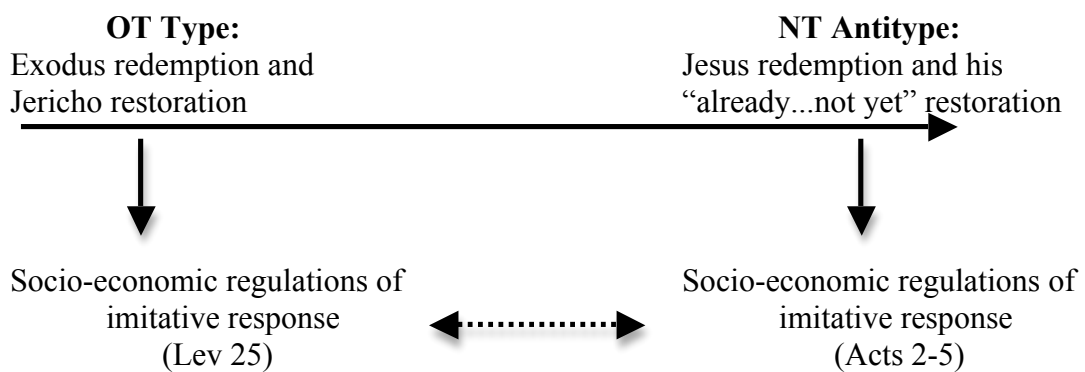 OT Type:
Exodus redemption and
Jericho restoration
NT Antitype:
Jesus redemption and his
“already...not yet” restoration
Socio-economic regulations of
imitative response
(Lev 25)
Socio-economic regulations of
imitative response
(Acts 2-5)